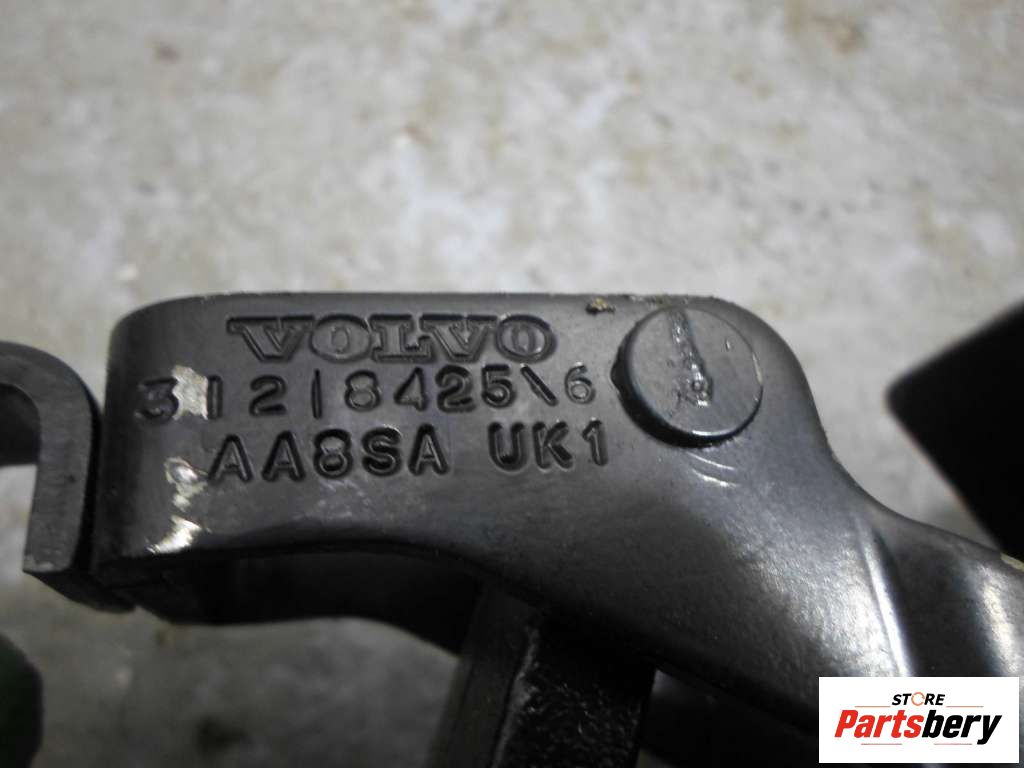 VOLVO
31218425\6
AA8SA UK1
STORE
Partsbery